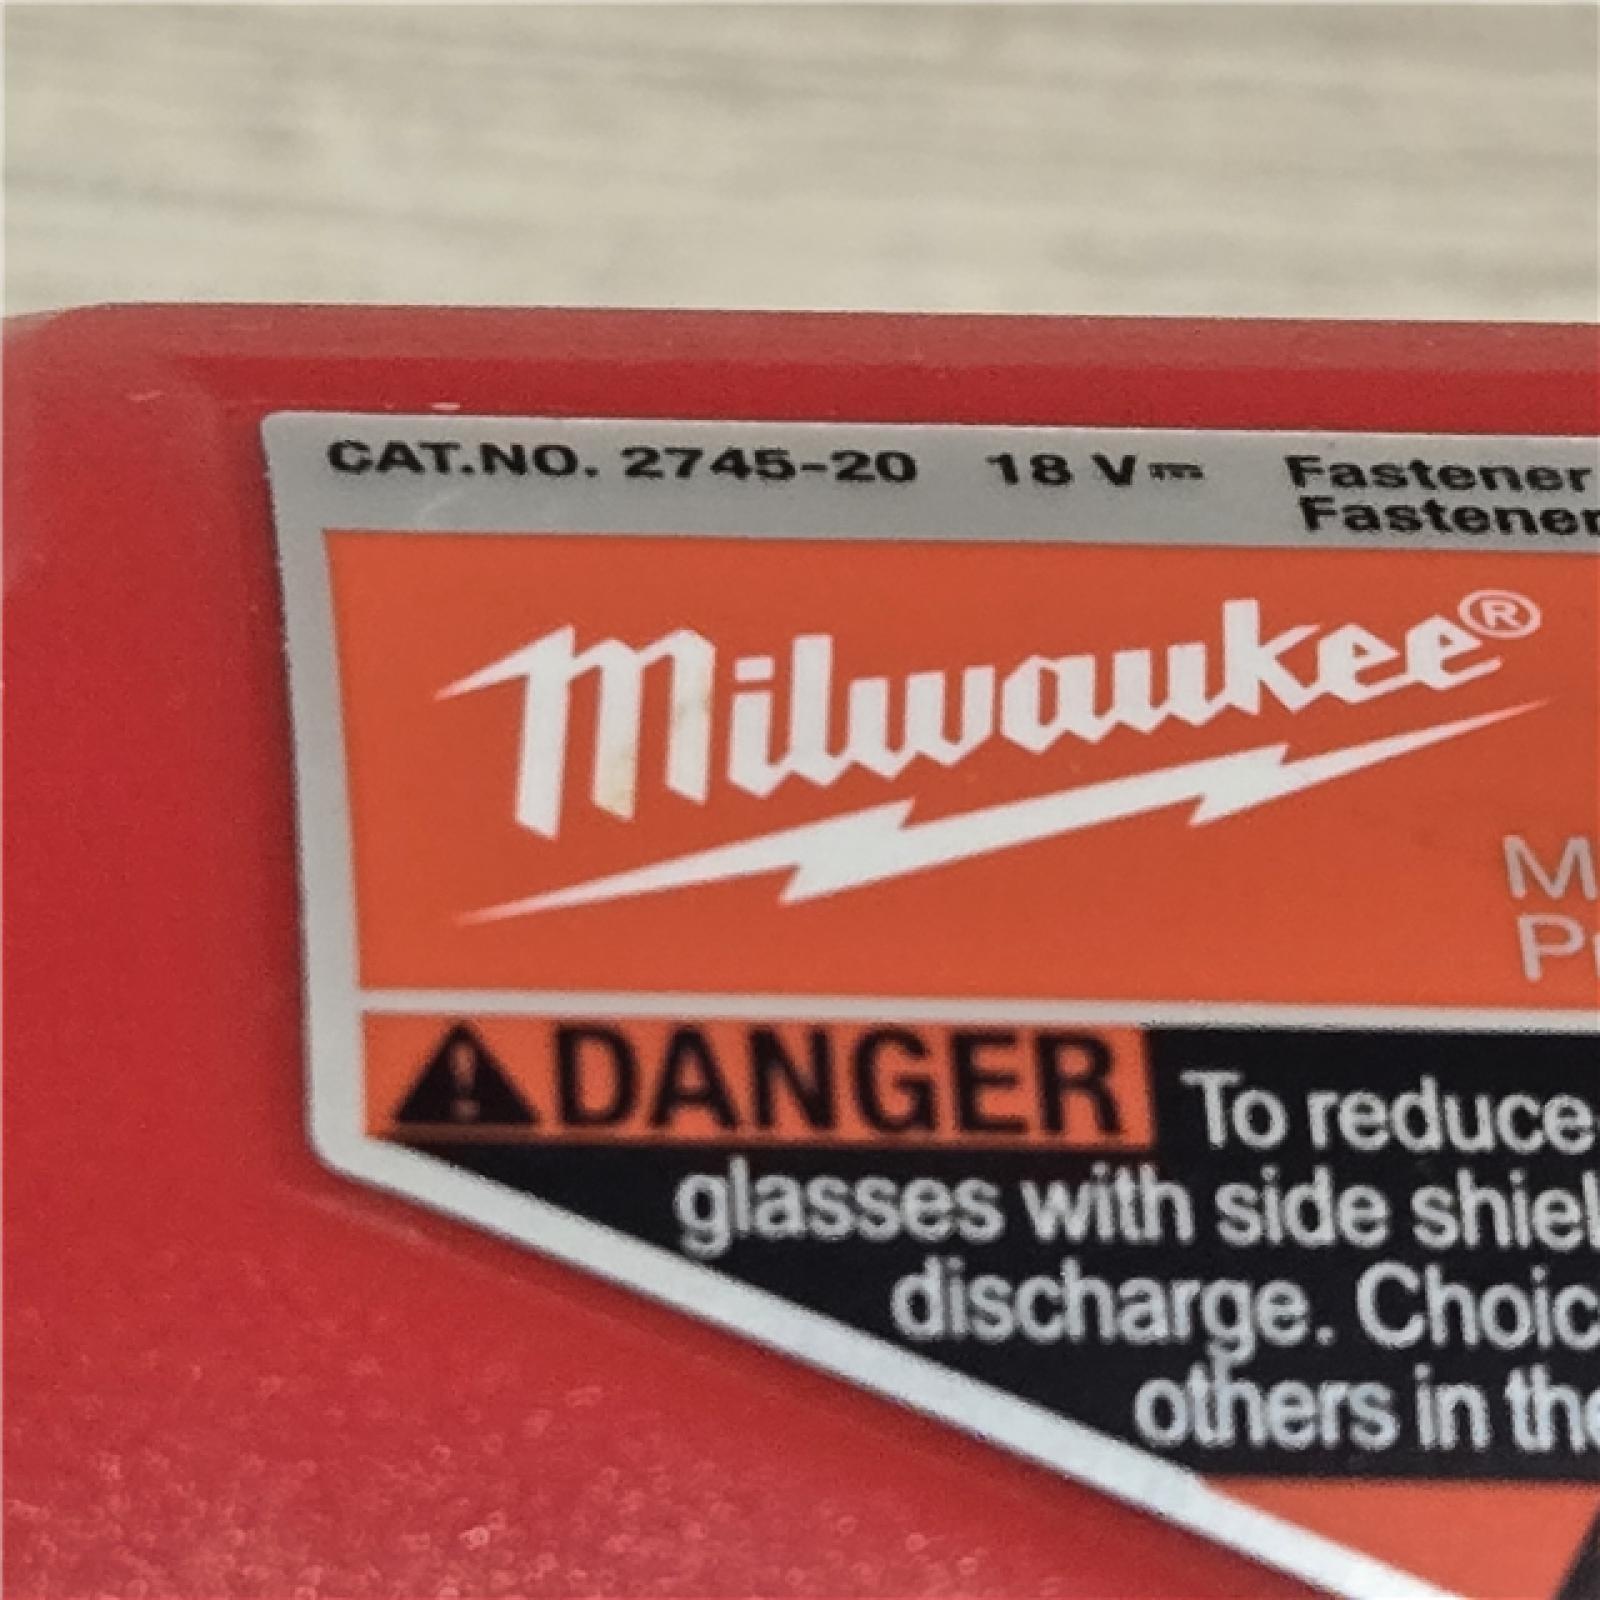 CAT.NO. 2745-20 18 V⎓ Fastener
Fastener
Milwaukee®
⚠DANGER To reduce
glasses with side shiel
discharge. Choic
others in the